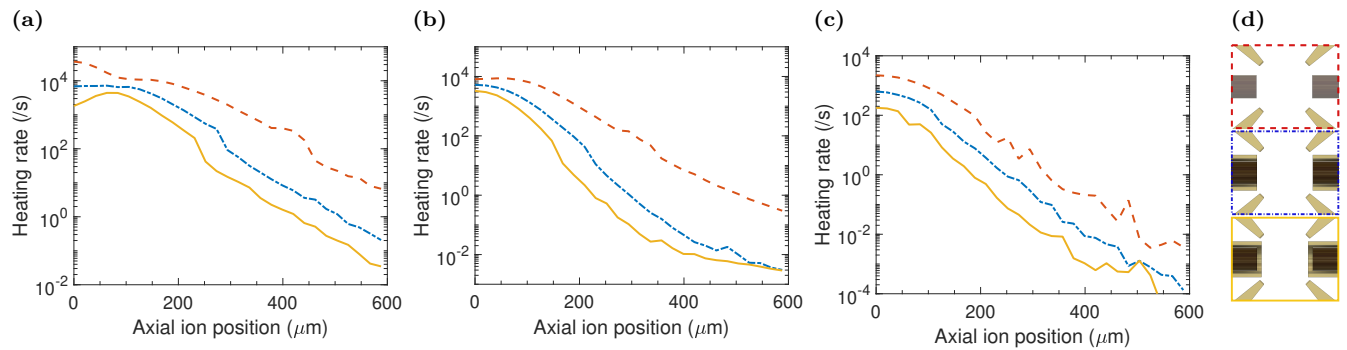 (a)
Heating rate (/s)
10^4
10^2
10^0
10^-2
0 200 400 600
Axial ion position (μm)
(b)
Heating rate (/s)
10^4
10^2
10^0
10^-2
0 200 400 600
Axial ion position (μm)
(c)
Heating rate (/s)
10^4
10^2
10^0
10^-2
10^-4
0 200 400 600
Axial ion position (μm)
(d)